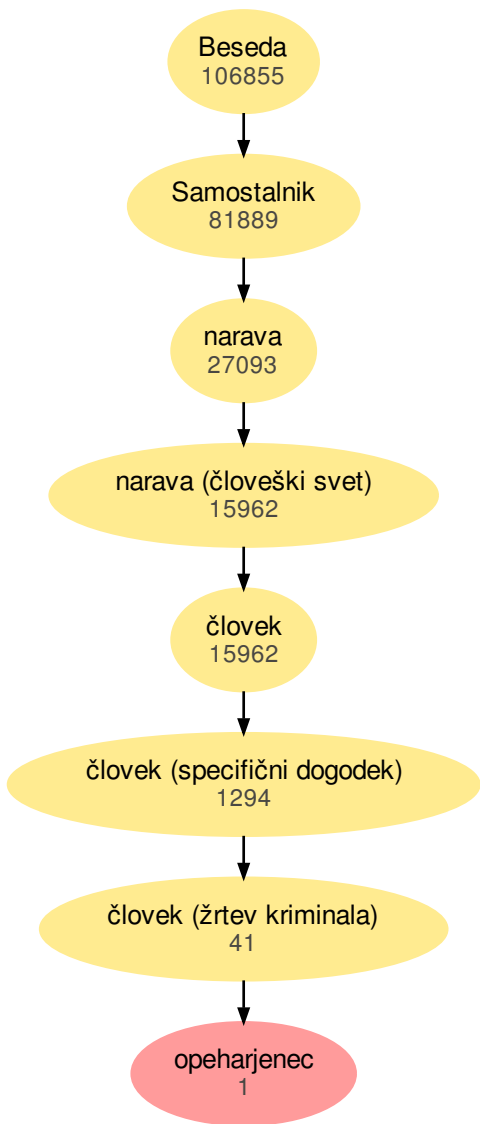 Beseda
106855
Samostalnik
81889
narava
27093
narava (človeški svet)
15962
človek
15962
človek (specifični dogodek)
1294
človek (žrtev kriminala)
41
opeharjenec
1